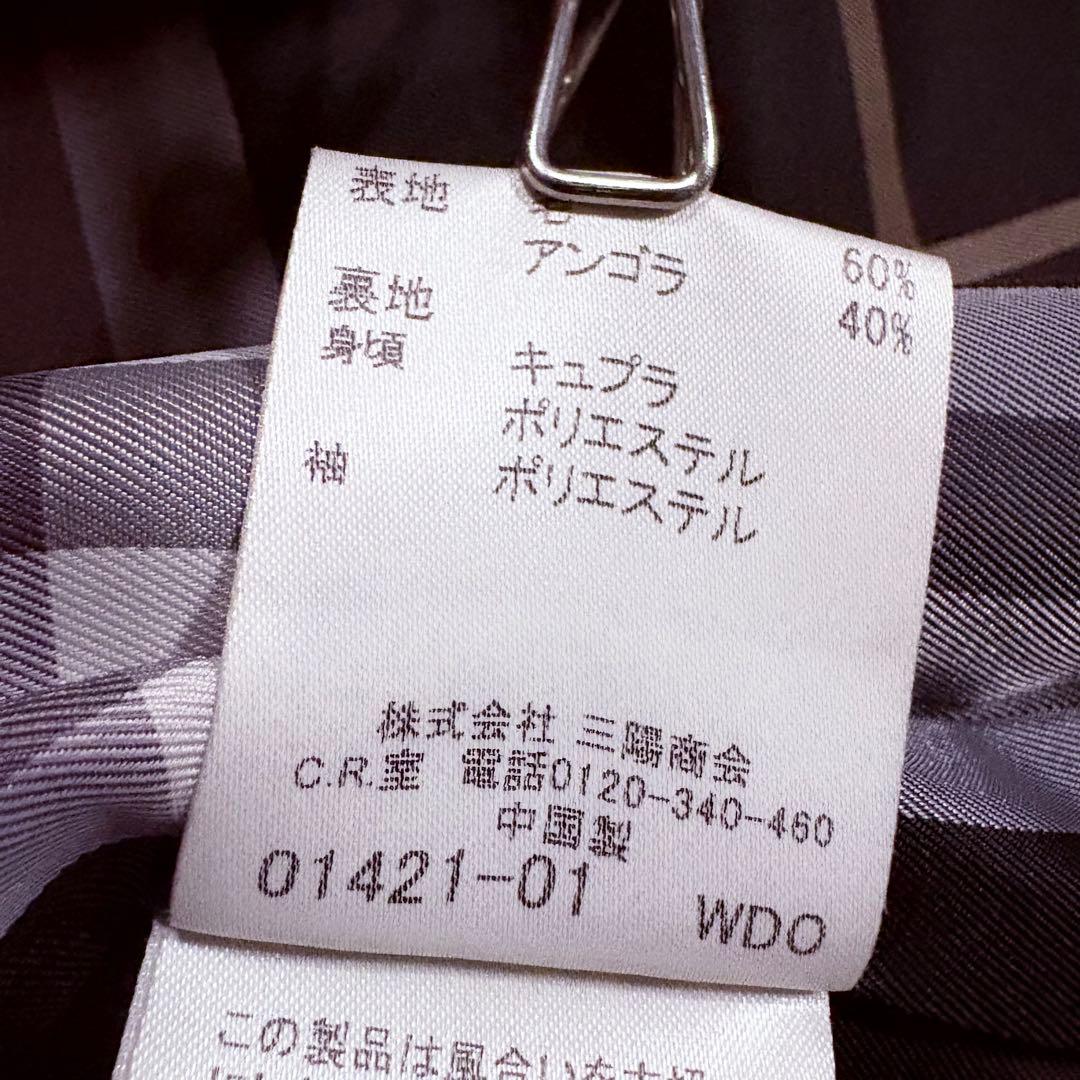 表地 60%
アンゴラ 40%
裏地
身頃 キュプラ
ポリエステル
袖 ポリエステル
株式会社 三陽商会
C.R.室 電話0120-340-460
中国製
01421-01 WDO
この製品は風合いを大切